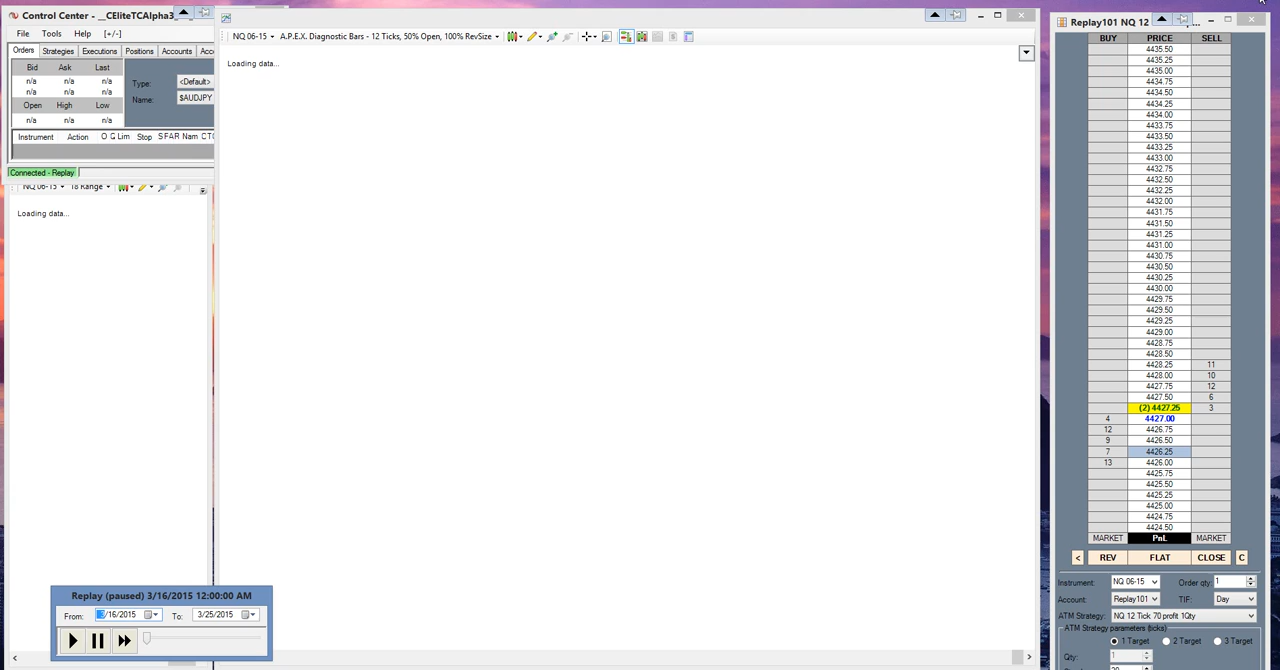 Control Center - __CEliteTCAlpha3_
File Tools Help [+/-]
Orders Strategies Executions Positions Accounts Acc
Bid Ask Last
n/a n/a n/a
n/a n/a n/a
Open High Low
n/a n/a n/a
Type: <Default>
Name: $AUDJPY
Instrument Action O G Lim Stop S F A R Nam C T C
Connected - Replay
NQ 06-15 18 Range
Loading data...
NQ 06-15 A.P.E.X. Diagnostic Bars - 12 Ticks, 50% Open, 100% RevSize
Loading data...
Replay (paused) 3/16/2015 12:00:00 AM
From: 3/16/2015 To: 3/25/2015
Replay101 NQ 12 ...
BUY PRICE SELL
4435.50
4435.25
4435.00
4434.75
4434.50
4434.25
4434.00
4433.75
4433.50
4433.25
4433.00
4432.75
4432.50
4432.25
4432.00
4431.75
4431.50
4431.25
4431.00
4430.75
4430.50
4430.25
4430.00
4429.75
4429.50
4429.25
4429.00
4428.75
4428.50
4428.25 11
4428.00 10
4427.75 12
4427.50 6
(2) 4427.25 3
4 4427.00
12 4426.75
9 4426.50
7 4426.25
13 4426.00
4425.75
4425.50
4425.25
4425.00
4424.75
4424.50
MARKET PnL MARKET
< REV FLAT CLOSE C
Instrument: NQ 06-15 Order qty: 1
Account: Replay101 TIF: Day
ATM Strategy: NQ 12 Tick 70 profit 1Qty
ATM Strategy parameters (ticks)
1 Target 2 Target 3 Target
Qty: 1